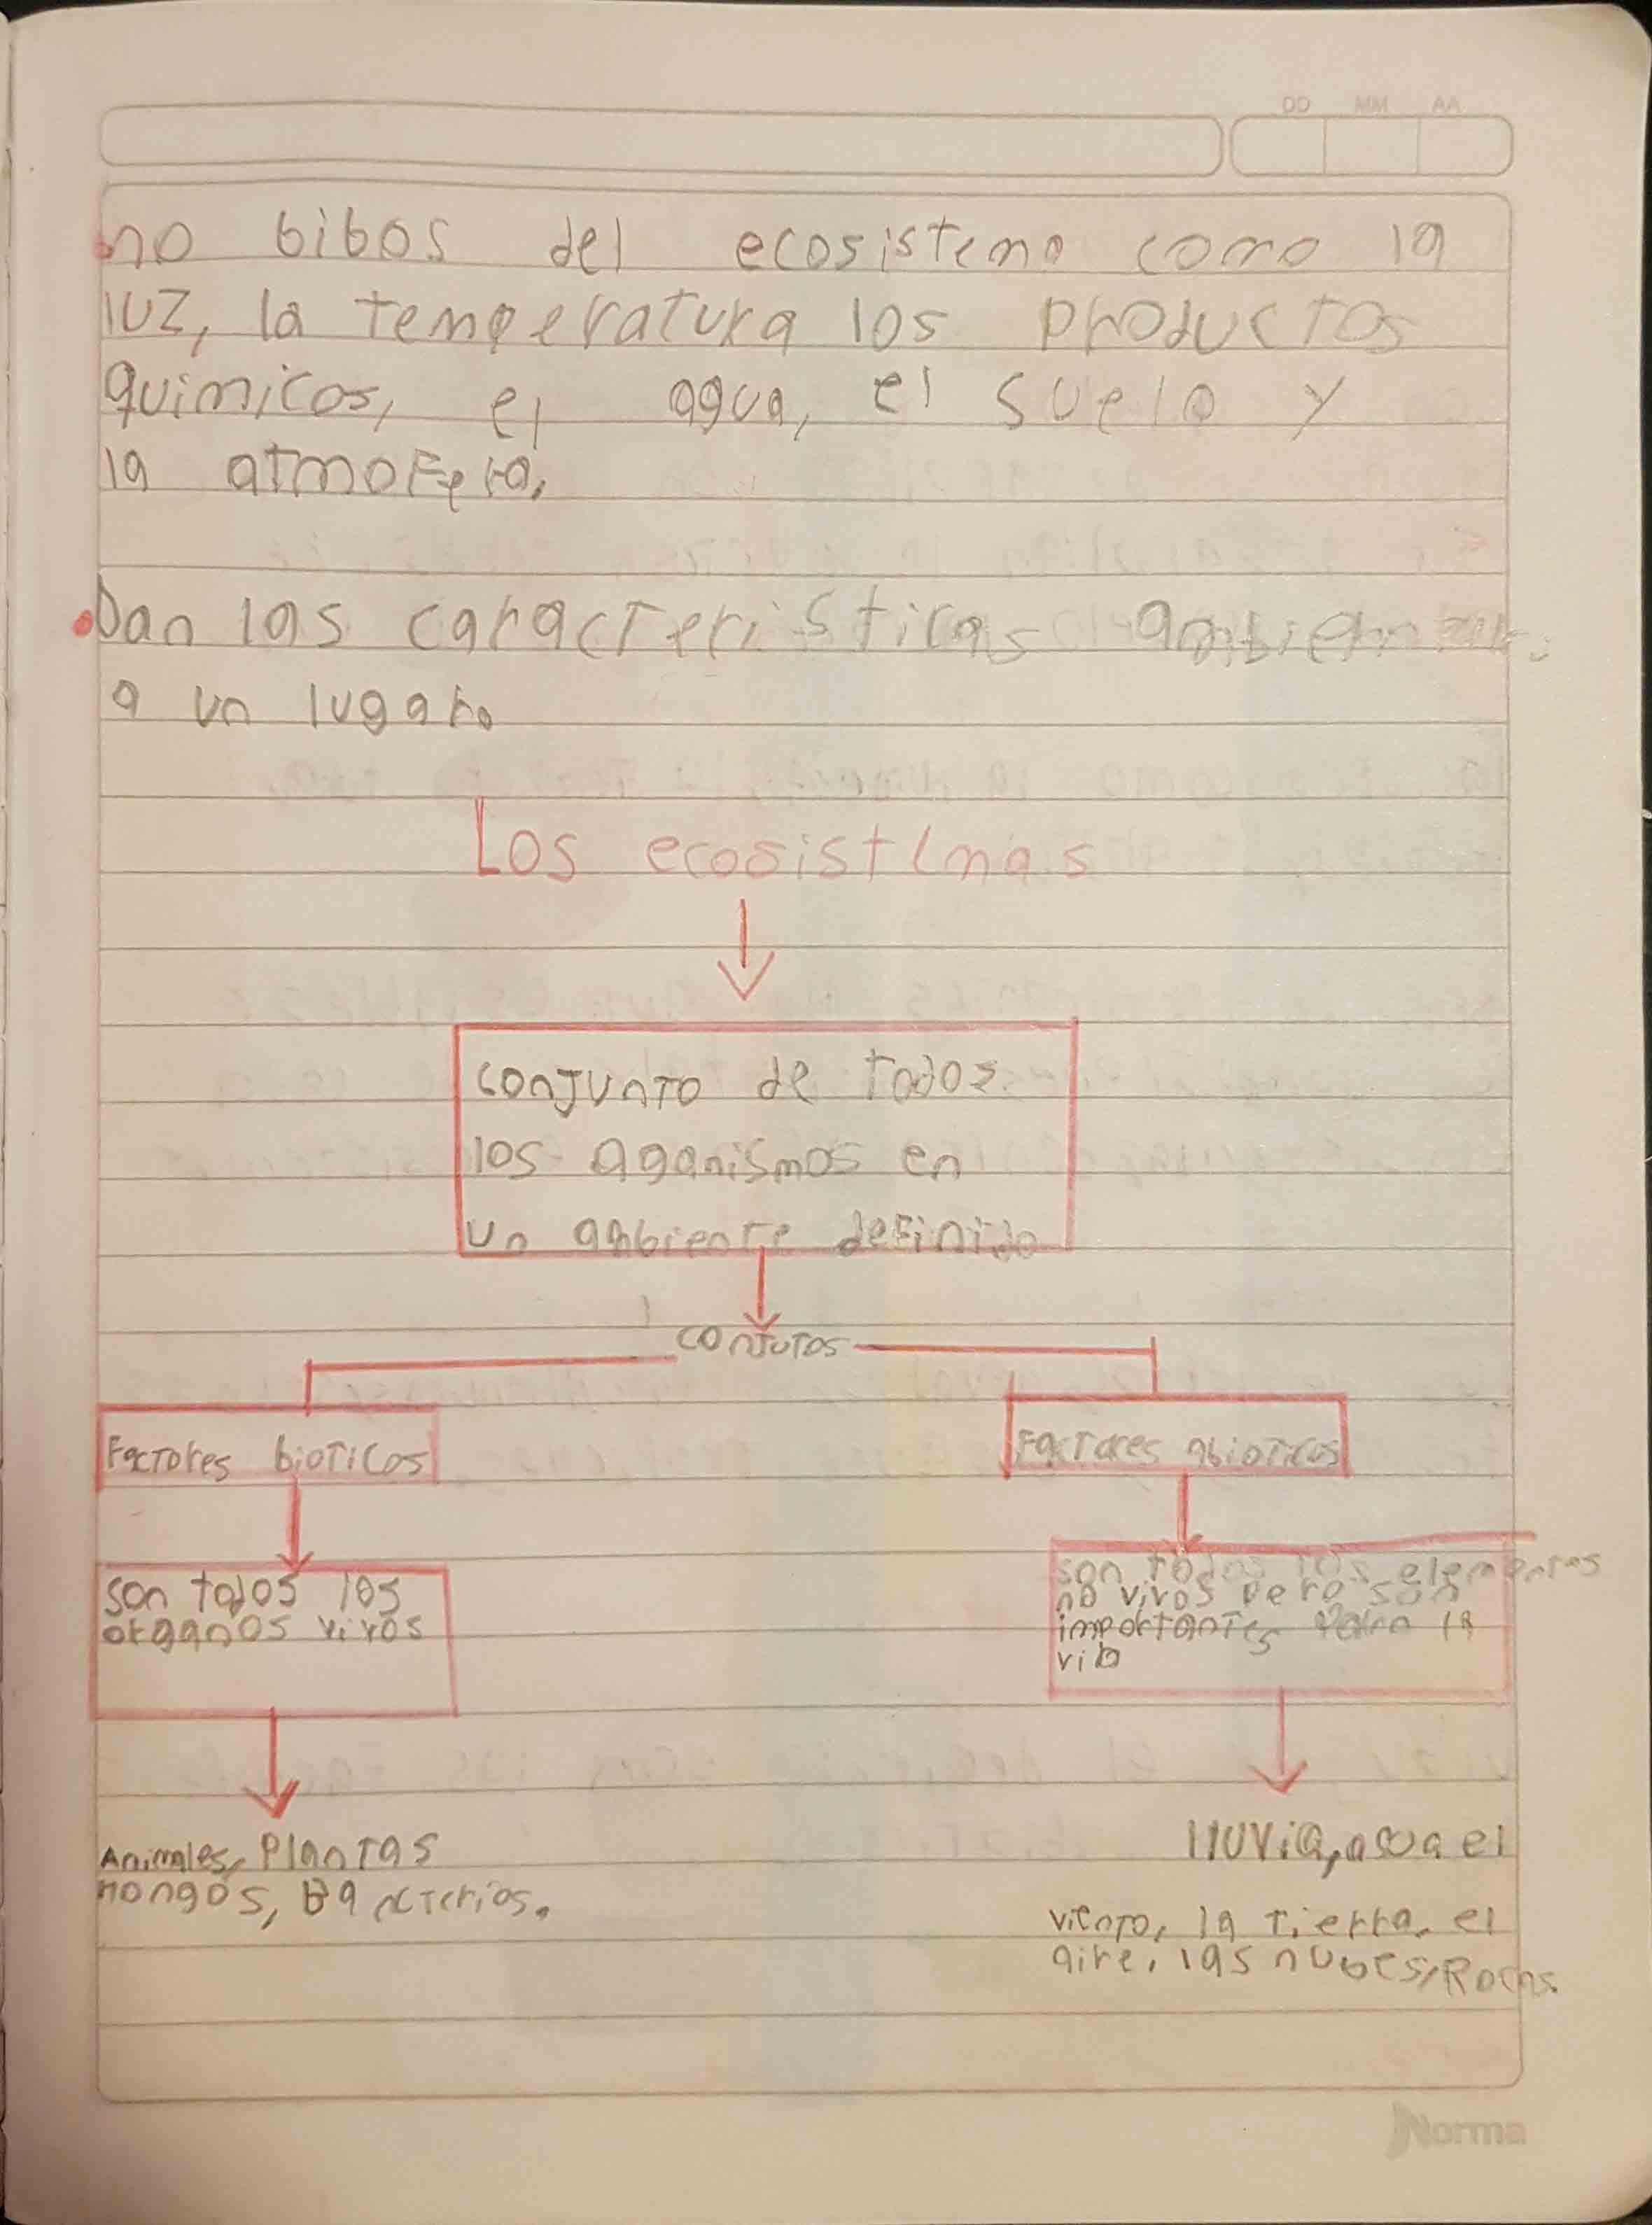 DD MM AA
no bibos del ecosistema como la
luz, la temperatura los productos
quimicos, el agua, el suelo y
la atmofera.
Dan las caracteristicas ambientales
a un lugar.
Los ecosistemas
conjunto de todos
los aganismos en
un ambiente definido
conjutos
Factores bioticos
Factores abioticos
son todos los
organos vivos
son todos los elementos
no vivos pero son
importantes para la
vida
Animales, Plantas
hongos, Bacterias.
lluvia, agua el
viento, la tierra, el
aire, las nubes, Rocas.
Norma